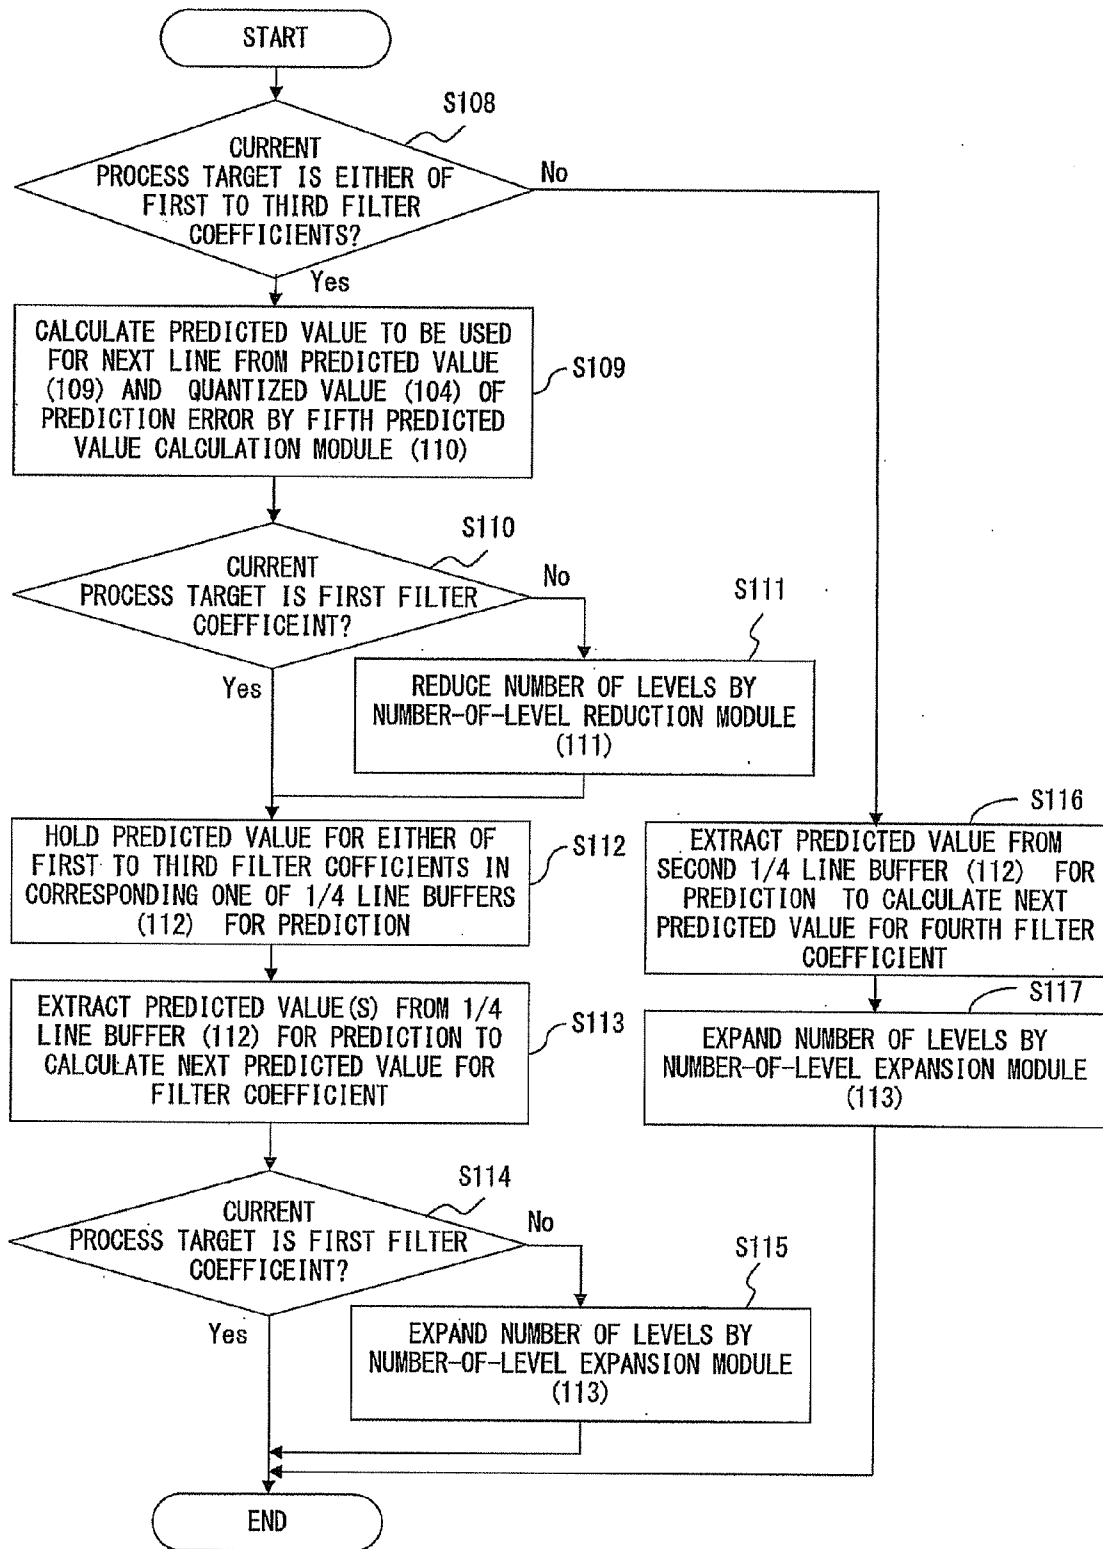 START
S108
CURRENT
PROCESS TARGET IS EITHER OF
FIRST TO THIRD FILTER
COEFFICIENTS?
No
Yes
CALCULATE PREDICTED VALUE TO BE USED
FOR NEXT LINE FROM PREDICTED VALUE
(109) AND QUANTIZED VALUE (104) OF
PREDICTION ERROR BY FIFTH PREDICTED
VALUE CALCULATION MODULE (110)
S109
S110
CURRENT
PROCESS TARGET IS FIRST FILTER
COEFFICEINT?
No
Yes
S111
REDUCE NUMBER OF LEVELS BY
NUMBER-OF-LEVEL REDUCTION MODULE
(111)
HOLD PREDICTED VALUE FOR EITHER OF
FIRST TO THIRD FILTER COFFICIENTS IN
CORRESPONDING ONE OF 1/4 LINE BUFFERS
(112) FOR PREDICTION
S112
S116
EXTRACT PREDICTED VALUE FROM
SECOND 1/4 LINE BUFFER (112) FOR
PREDICTION TO CALCULATE NEXT
PREDICTED VALUE FOR FOURTH FILTER
COEFFICIENT
EXTRACT PREDICTED VALUE(S) FROM 1/4
LINE BUFFER (112) FOR PREDICTION TO
CALCULATE NEXT PREDICTED VALUE FOR
FILTER COEFFICIENT
S113
S117
EXPAND NUMBER OF LEVELS BY
NUMBER-OF-LEVEL EXPANSION MODULE
(113)
S114
CURRENT
PROCESS TARGET IS FIRST FILTER
COEFFICEINT?
No
Yes
S115
EXPAND NUMBER OF LEVELS BY
NUMBER-OF-LEVEL EXPANSION MODULE
(113)
END